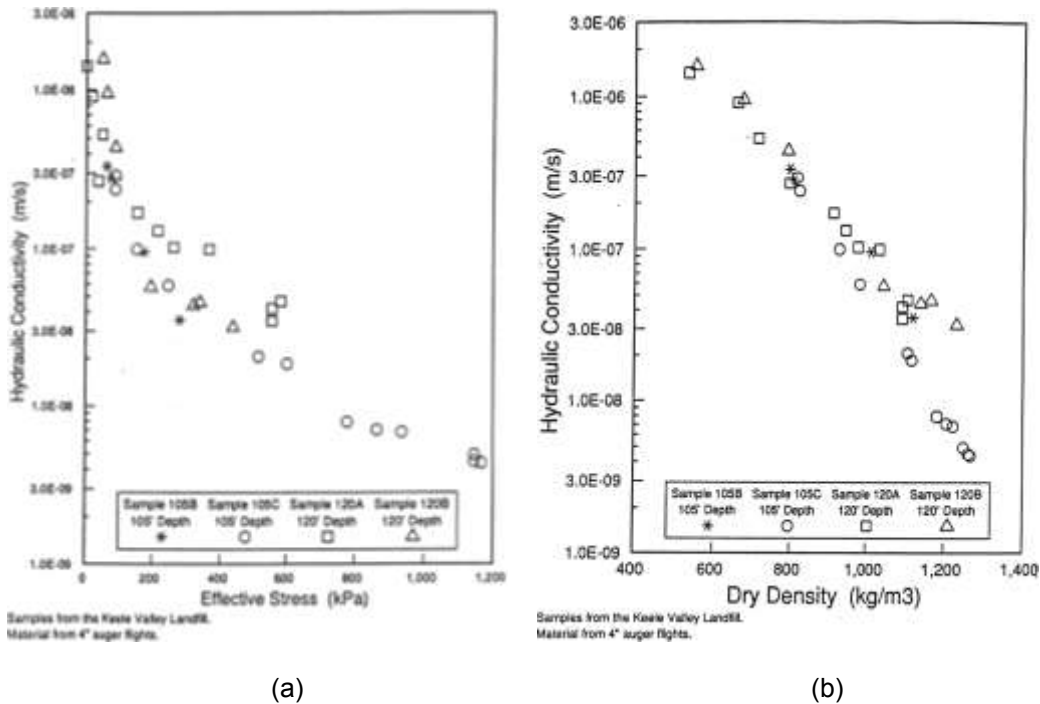 Hydraulic Conductivity (m/s)
3.0E-06
1.0E-06
3.0E-07
1.0E-07
3.0E-08
1.0E-08
3.0E-09
1.0E-09
Sample 105B Sample 105C Sample 120A Sample 120B
105' Depth 105' Depth 120' Depth 120' Depth
0 200 400 600 800 1,000 1,200
Effective Stress (kPa)
Samples from the Keele Valley Landfill.
Material from 4" auger flights.
(a)
Hydraulic Conductivity (m/s)
3.0E-06
1.0E-06
3.0E-07
1.0E-07
3.0E-08
1.0E-08
3.0E-09
1.0E-09
Sample 105B Sample 105C Sample 120A Sample 120B
105' Depth 105' Depth 120' Depth 120' Depth
400 600 800 1,000 1,200 1,400
Dry Density (kg/m3)
Samples from the Keele Valley Landfill.
Material from 4" auger flights.
(b)